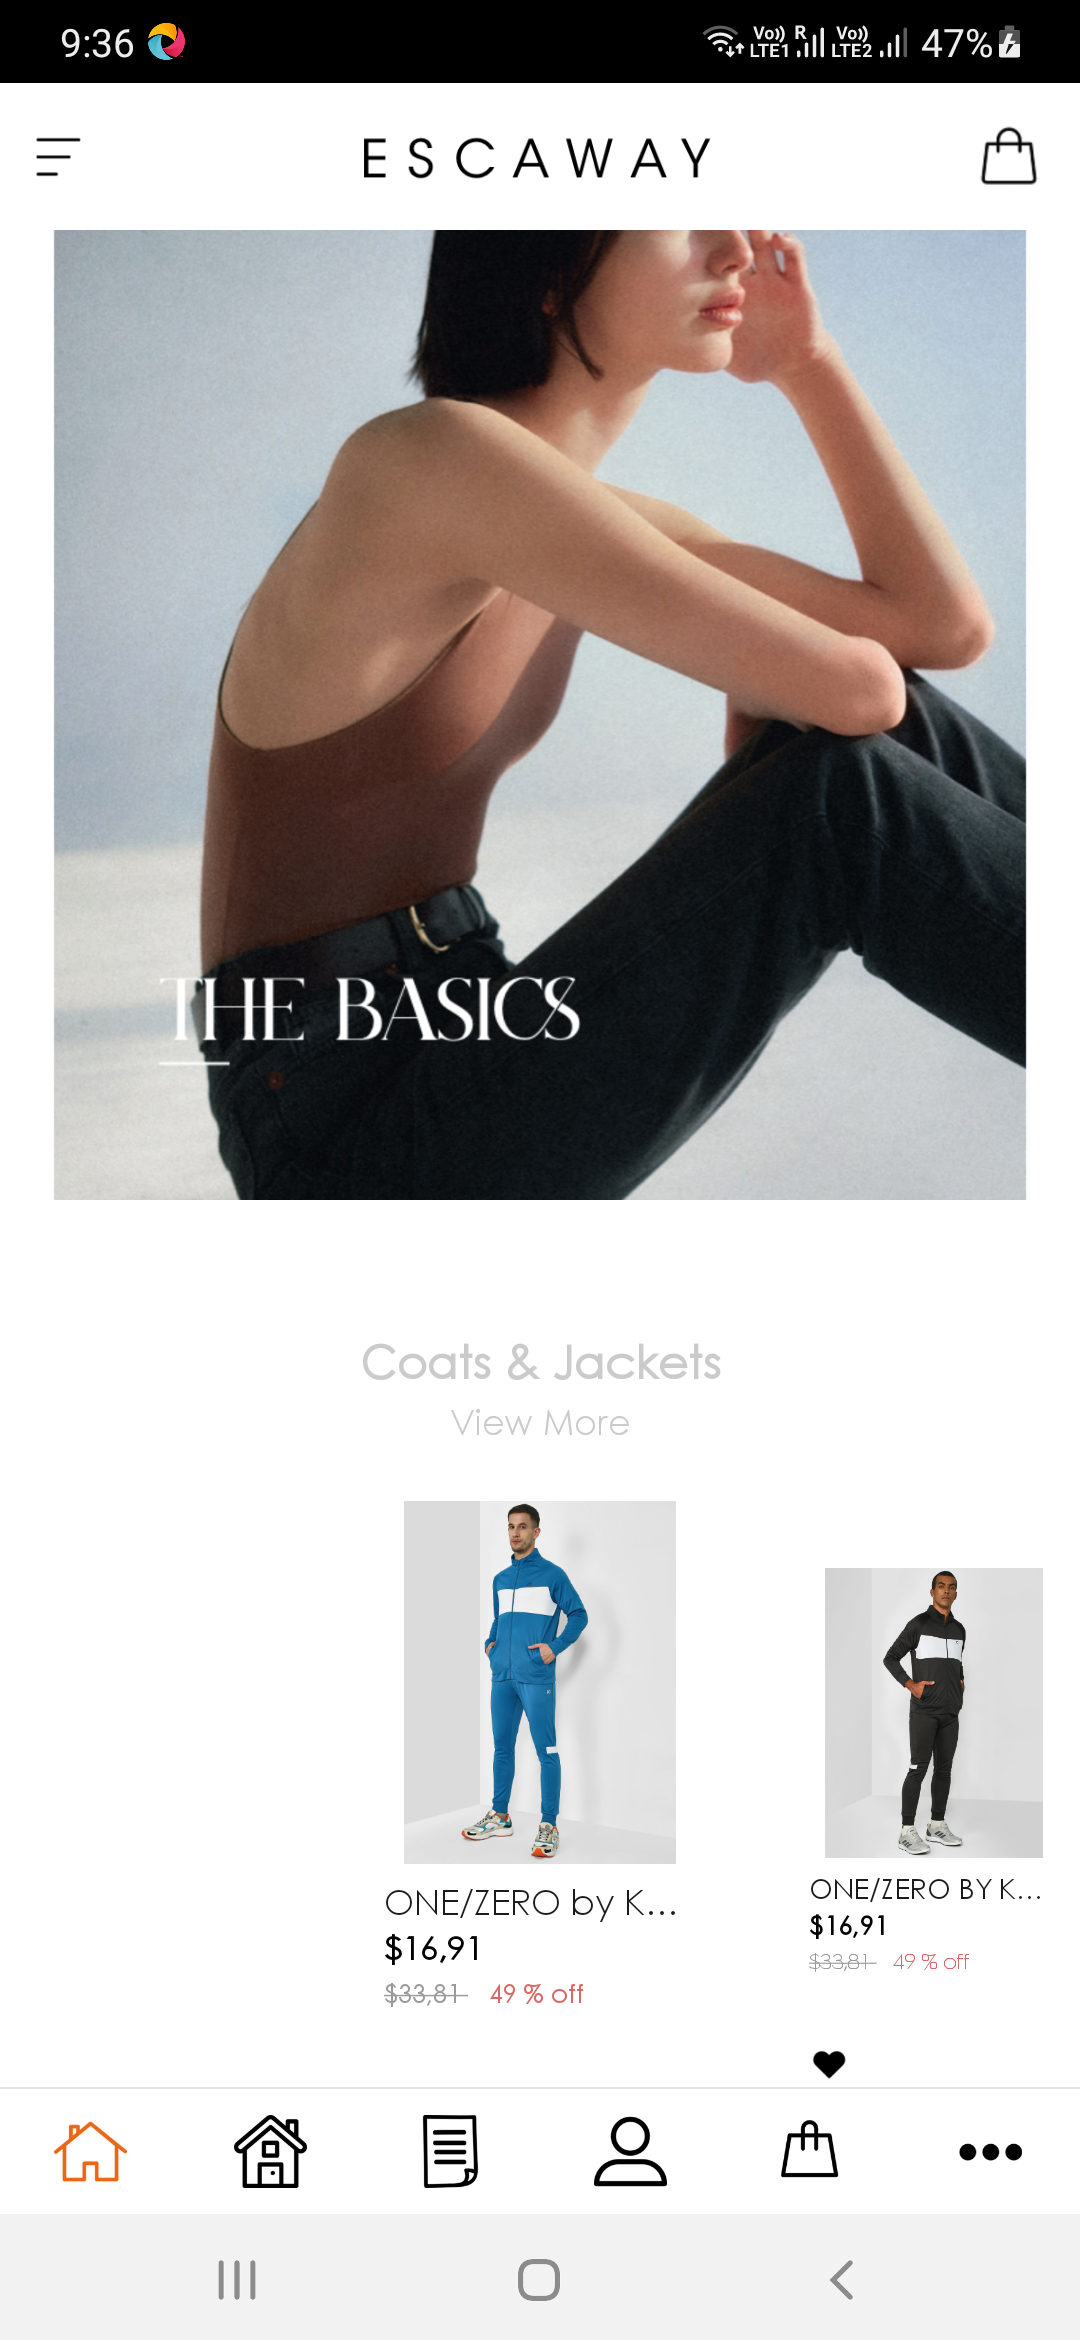 9:36
Vo)) R Vo)) 47%
LTE1 LTE2
ESCAWAY
THE BASICS
Coats & Jackets
View More
ONE/ZERO by K...
$16,91
$33,81 49 % off
ONE/ZERO BY K...
$16,91
$33,81 49 % off